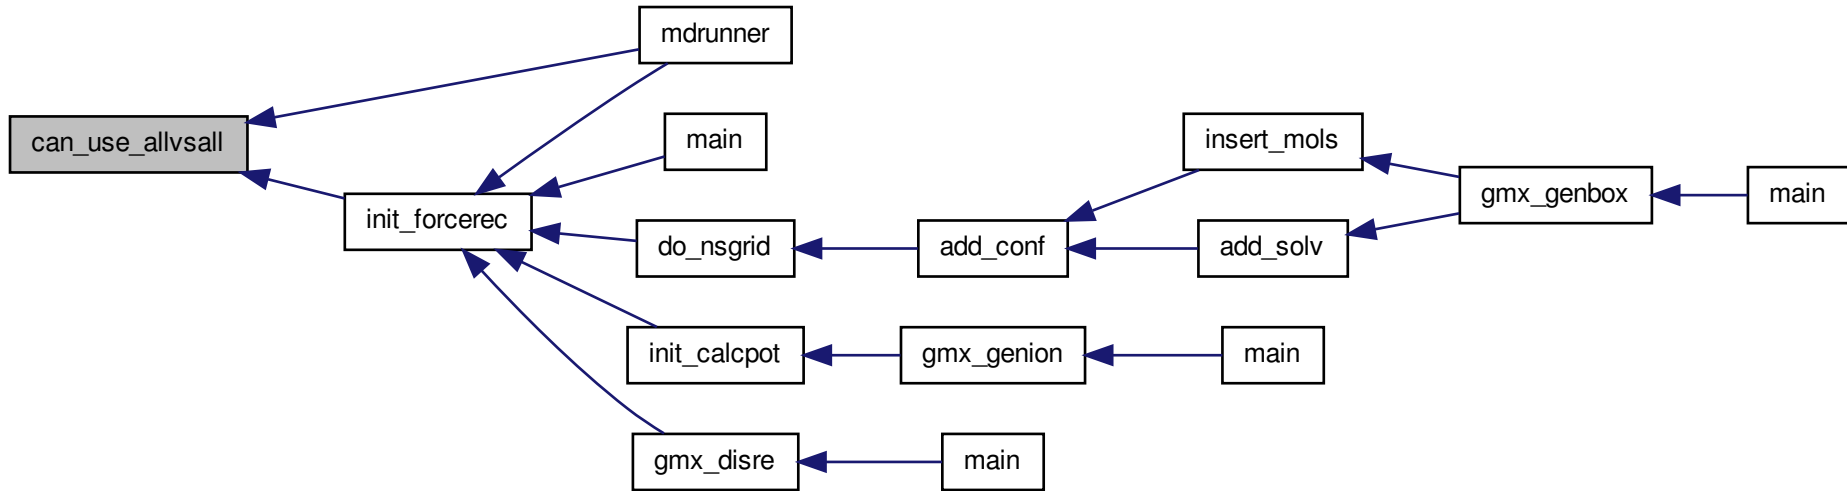 mdrunner
can_use_allvsall
main
insert_mols
init_forcerec
gmx_genbox
main
do_nsgrid
add_conf
add_solv
init_calcpot
gmx_genion
main
gmx_disre
main